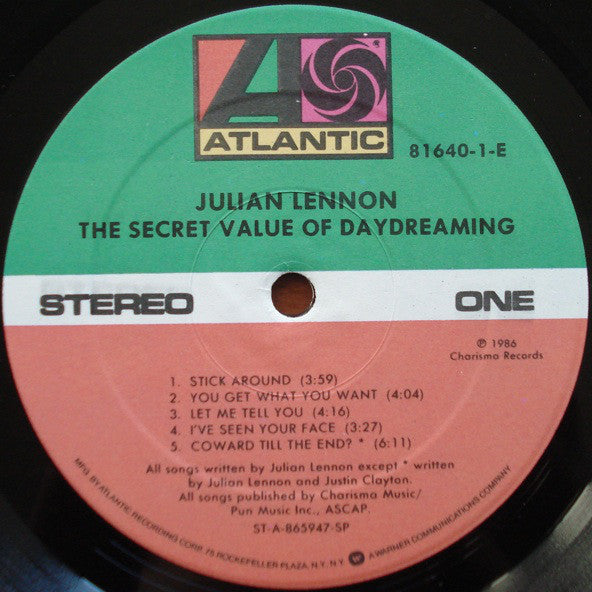 ATLANTIC
81640-1-E
JULIAN LENNON
THE SECRET VALUE OF DAYDREAMING
STEREO
ONE
℗ 1986
Charisma Records
1. STICK AROUND (3:59)
2. YOU GET WHAT YOU WANT (4:04)
3. LET ME TELL YOU (4:16)
4. I'VE SEEN YOUR FACE (3:27)
5. COWARD TILL THE END? * (6:11)
All songs written by Julian Lennon except * written
by Julian Lennon and Justin Clayton.
All songs published by Charisma Music/
Pun Music Inc., ASCAP.
ST-A-865947-SP
MFG. BY ATLANTIC RECORDING CORP. 75 ROCKEFELLER PLAZA, N.Y. N.Y. A WARNER COMMUNICATIONS COMPANY